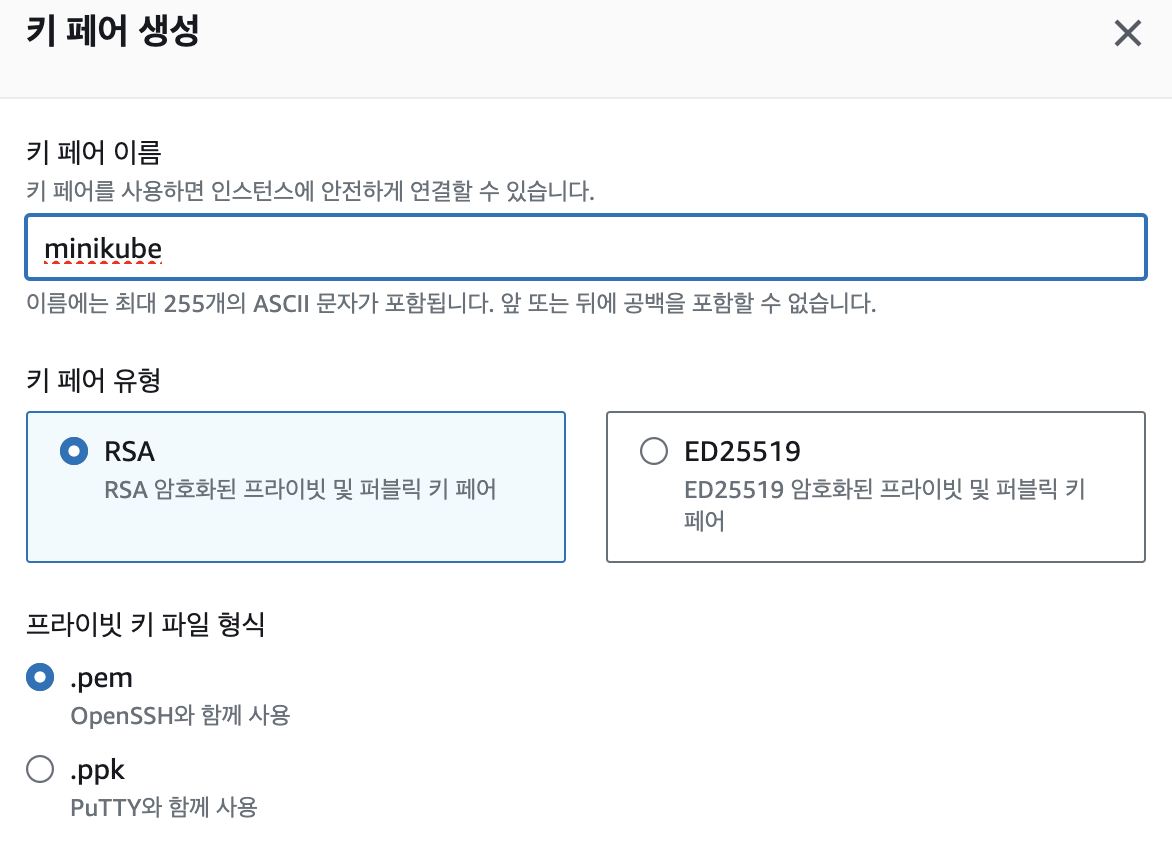 키 페어 생성
키 페어 이름
키 페어를 사용하면 인스턴스에 안전하게 연결할 수 있습니다.
minikube
이름에는 최대 255개의 ASCII 문자가 포함됩니다. 앞 또는 뒤에 공백을 포함할 수 없습니다.
키 페어 유형
RSA
RSA 암호화된 프라이빗 및 퍼블릭 키 페어
ED25519
ED25519 암호화된 프라이빗 및 퍼블릭 키
페어
프라이빗 키 파일 형식
.pem
OpenSSH와 함께 사용
.ppk
PuTTY와 함께 사용